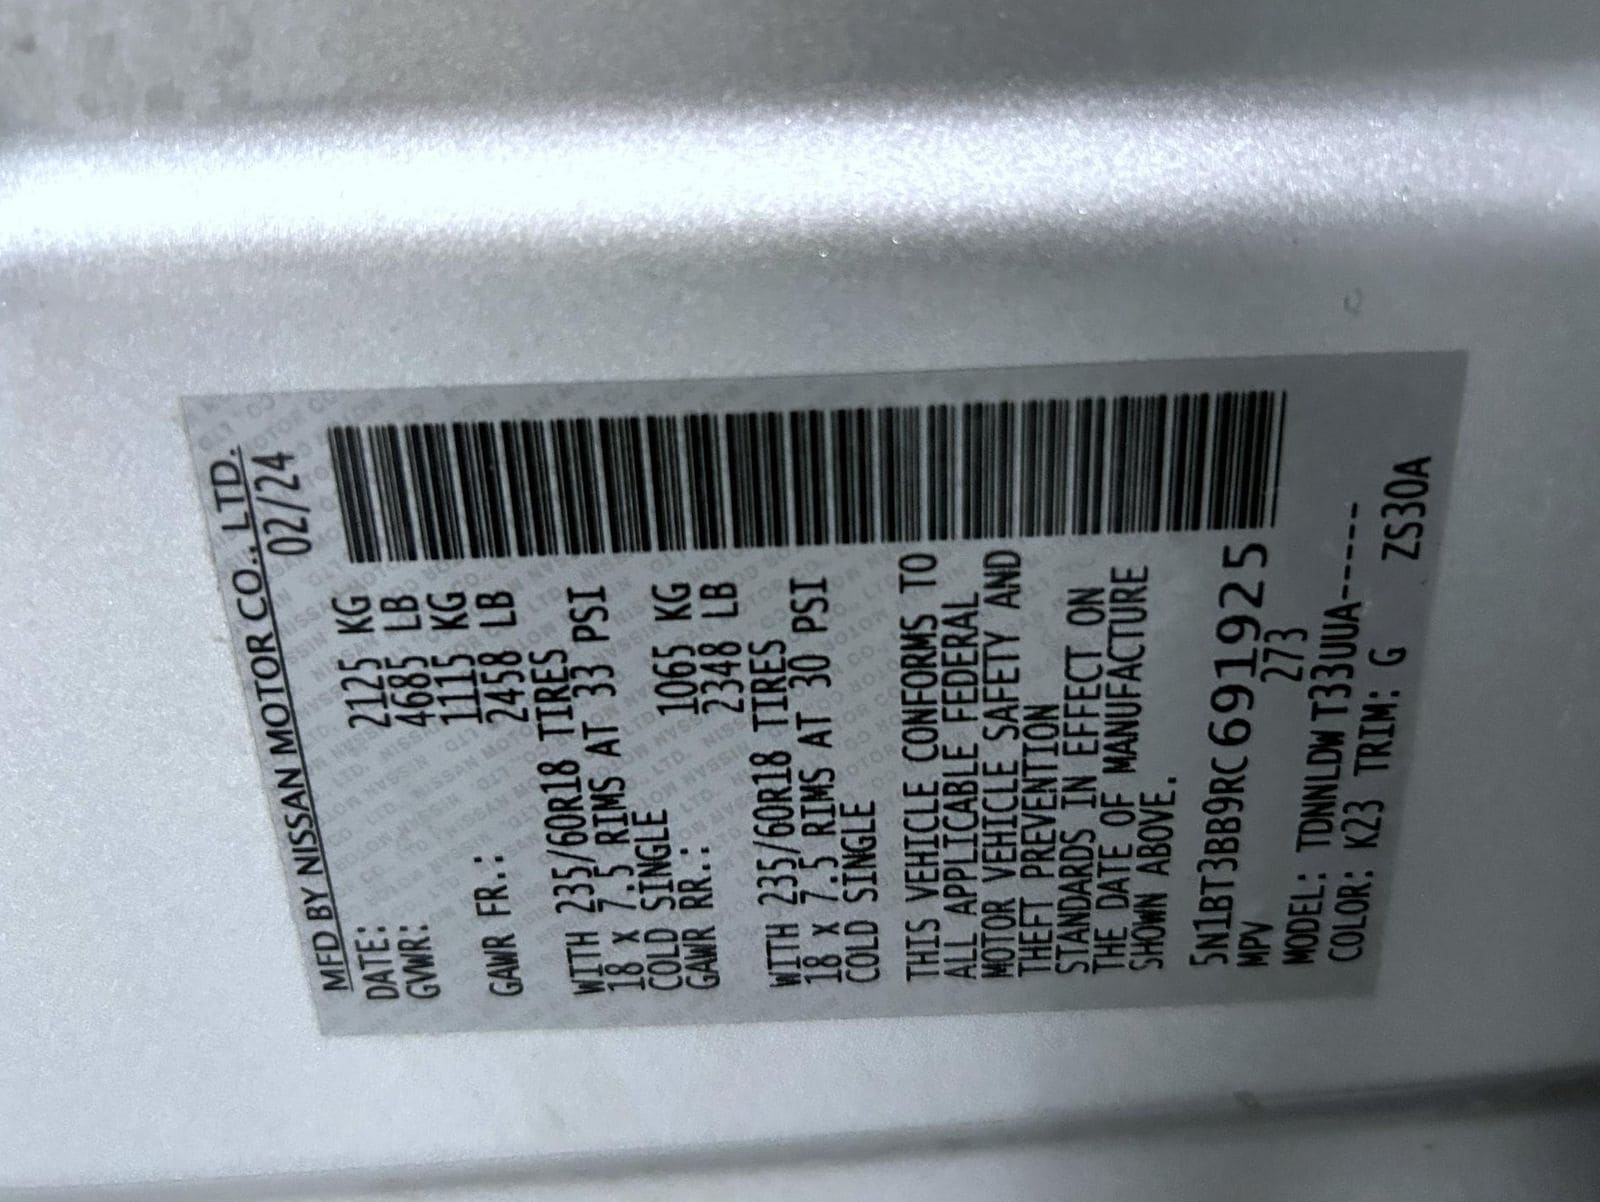 MFD BY NISSAN MOTOR CO., LTD.
DATE: 02/24
GVWR: 2125 KG
4685 LB
1115 KG
GAWR FR.: 2458 LB
WITH 235/60R18 TIRES
18 X 7.5 RIMS AT 33 PSI
COLD SINGLE
GAWR RR.: 1065 KG
2348 LB
WITH 235/60R18 TIRES
18 X 7.5 RIMS AT 30 PSI
COLD SINGLE
THIS VEHICLE CONFORMS TO
ALL APPLICABLE FEDERAL
MOTOR VEHICLE SAFETY AND
THEFT PREVENTION
STANDARDS IN EFFECT ON
THE DATE OF MANUFACTURE
SHOWN ABOVE.
5N1BT3BB9RC691925
MPV 273
MODEL: TDNNLDWT33UUA-----
COLOR: K23 TRIM: G ZS30A